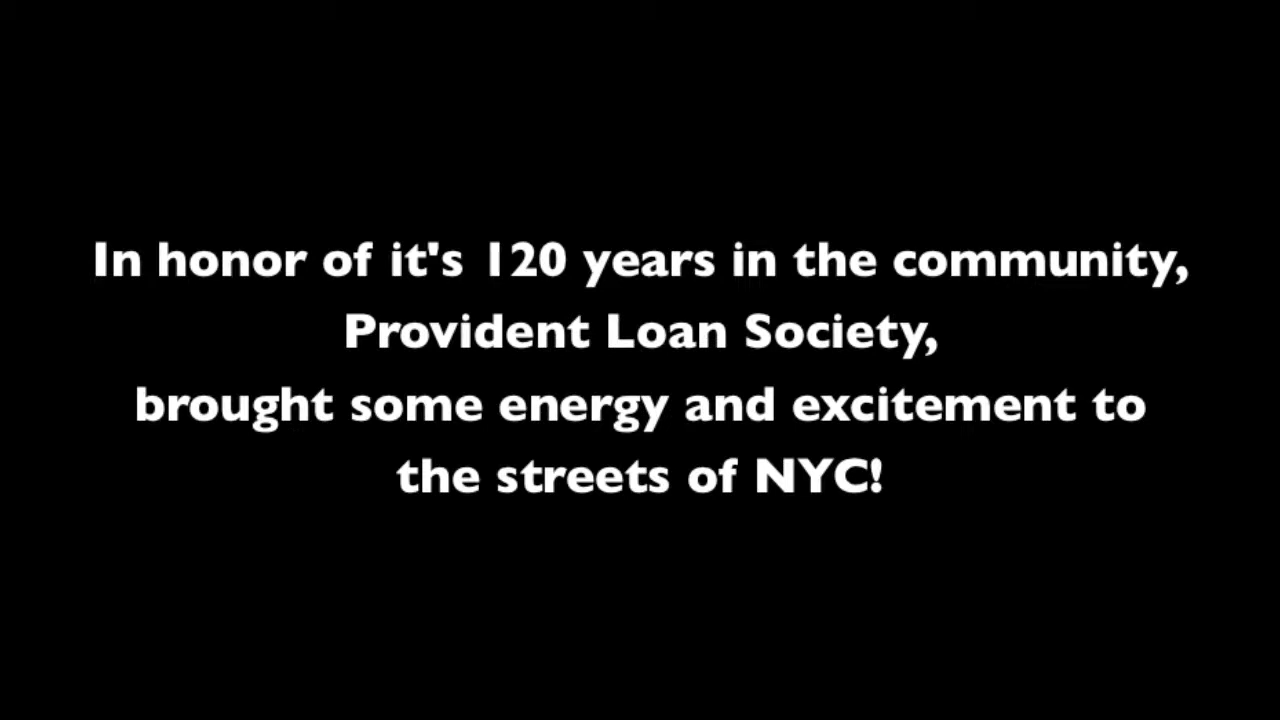 In honor of it's 120 years in the community,
Provident Loan Society,
brought some energy and excitement to
the streets of NYC!